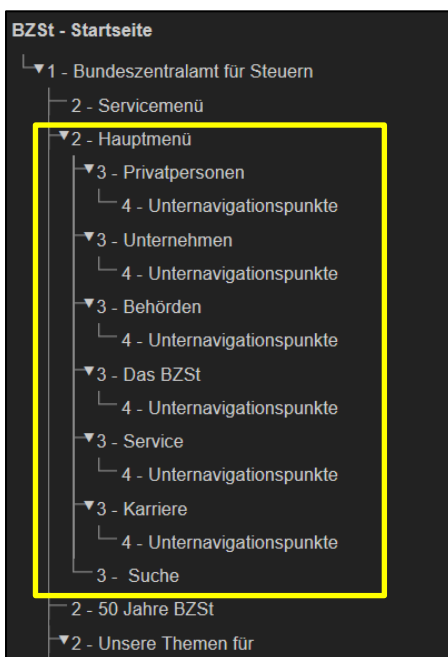 BZSt - Startseite
1 - Bundeszentralamt für Steuern
2 - Servicemenü
2 - Hauptmenü
3 - Privatpersonen
4 - Unternavigationspunkte
3 - Unternehmen
4 - Unternavigationspunkte
3 - Behörden
4 - Unternavigationspunkte
3 - Das BZSt
4 - Unternavigationspunkte
3 - Service
4 - Unternavigationspunkte
3 - Karriere
4 - Unternavigationspunkte
3 - Suche
2 - 50 Jahre BZSt
2 - Unsere Themen für